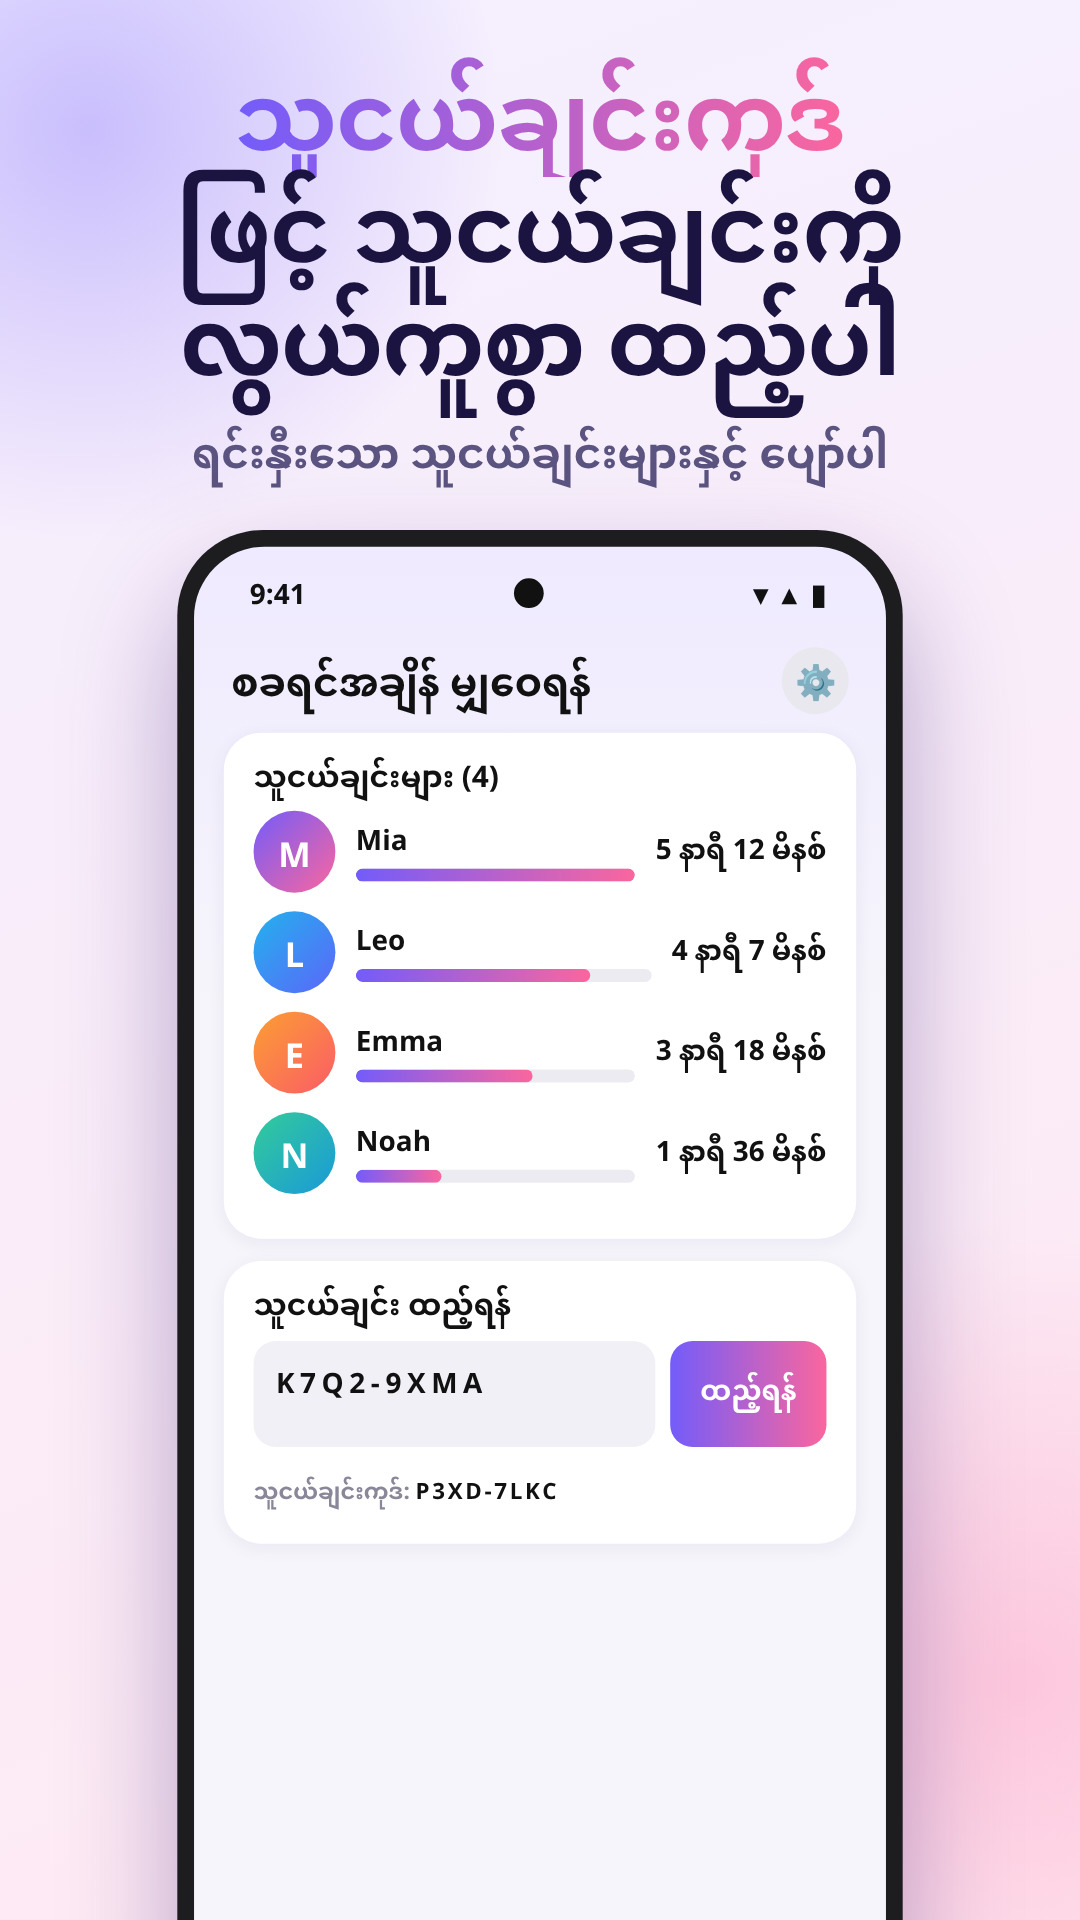 သူငယ်ချင်းကုဒ်
ဖြင့် သူငယ်ချင်းကို
လွယ်ကူစွာ ထည့်ပါ
ရင်းနှီးသော သူငယ်ချင်းများနှင့် ပျော်ပါ
9:41
စခရင်အချိန် မျှဝေရန်
သူငယ်ချင်းများ (4)
M Mia 5 နာရီ 12 မိနစ်
L Leo 4 နာရီ 7 မိနစ်
E Emma 3 နာရီ 18 မိနစ်
N Noah 1 နာရီ 36 မိနစ်
သူငယ်ချင်း ထည့်ရန်
K7Q2-9XMA ထည့်ရန်
သူငယ်ချင်းကုဒ်: P3XD-7LKC